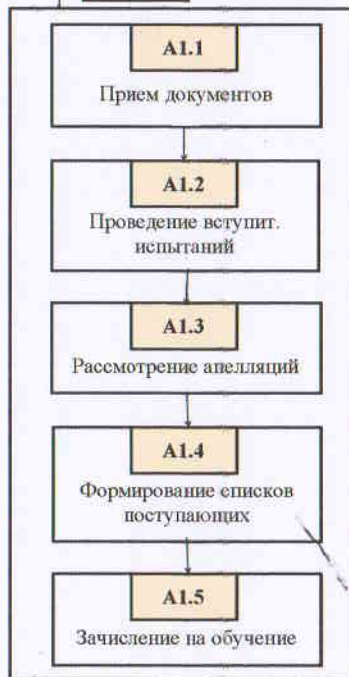 A1.1
Прием документов
A1.2
Проведение вступит.
испытаний
A1.3
Рассмотрение апелляций
A1.4
Формирование списков
поступающих
A1.5
Зачисление на обучение